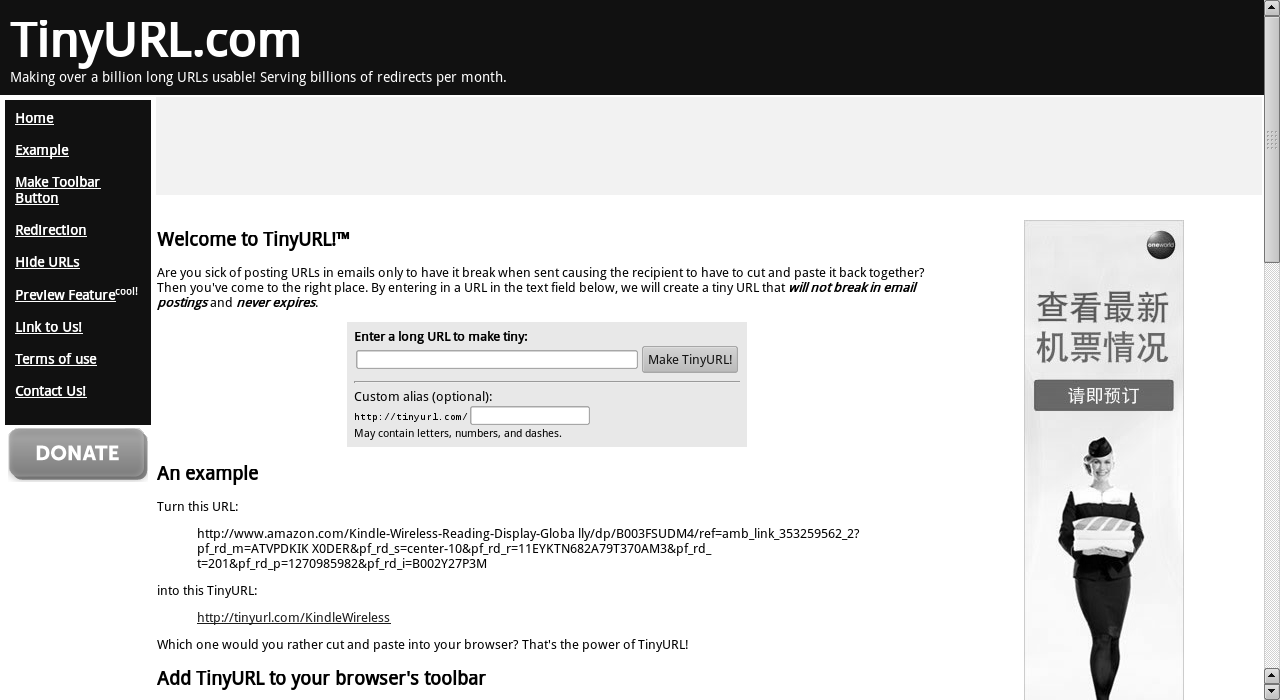 TinyURL.com
Making over a billion long URLs usable! Serving billions of redirects per month.
Home
Example
Make Toolbar
Button
Redirection
Hide URLs
Preview Featurecool!
Link to Us!
Terms of use
Contact Us!
DONATE
Welcome to TinyURL!™
Are you sick of posting URLs in emails only to have it break when sent causing the recipient to have to cut and paste it back together?
Then you've come to the right place. By entering in a URL in the text field below, we will create a tiny URL that will not break in email
postings and never expires.
Enter a long URL to make tiny:
Make TinyURL!
Custom alias (optional):
http://tinyurl.com/
May contain letters, numbers, and dashes.
An example
Turn this URL:
http://www.amazon.com/Kindle-Wireless-Reading-Display-Globa lly/dp/B003FSUDM4/ref=amb_link_353259562_2?
pf_rd_m=ATVPDKIK X0DER&pf_rd_s=center-10&pf_rd_r=11EYKTN682A79T370AM3&pf_rd_
t=201&pf_rd_p=1270985982&pf_rd_i=B002Y27P3M
into this TinyURL:
http://tinyurl.com/KindleWireless
Which one would you rather cut and paste into your browser? That's the power of TinyURL!
Add TinyURL to your browser's toolbar
oneworld
查看最新
机票情况
请即预订